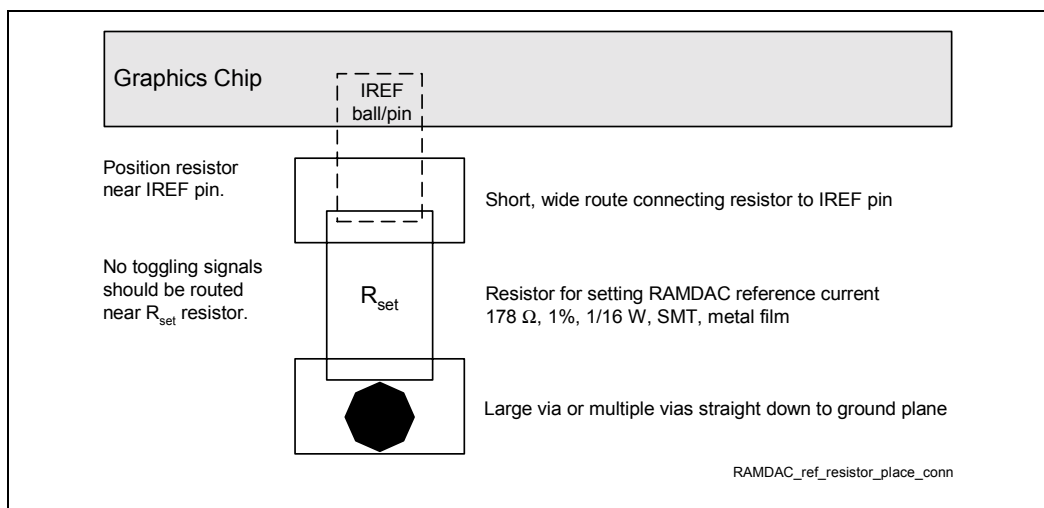 Graphics Chip
IREF
ball/pin
Position resistor
near IREF pin.
Short, wide route connecting resistor to IREF pin
No toggling signals
should be routed
near Rset resistor.
Rset
Resistor for setting RAMDAC reference current
178 Ω, 1%, 1/16 W, SMT, metal film
Large via or multiple vias straight down to ground plane
RAMDAC_ref_resistor_place_conn